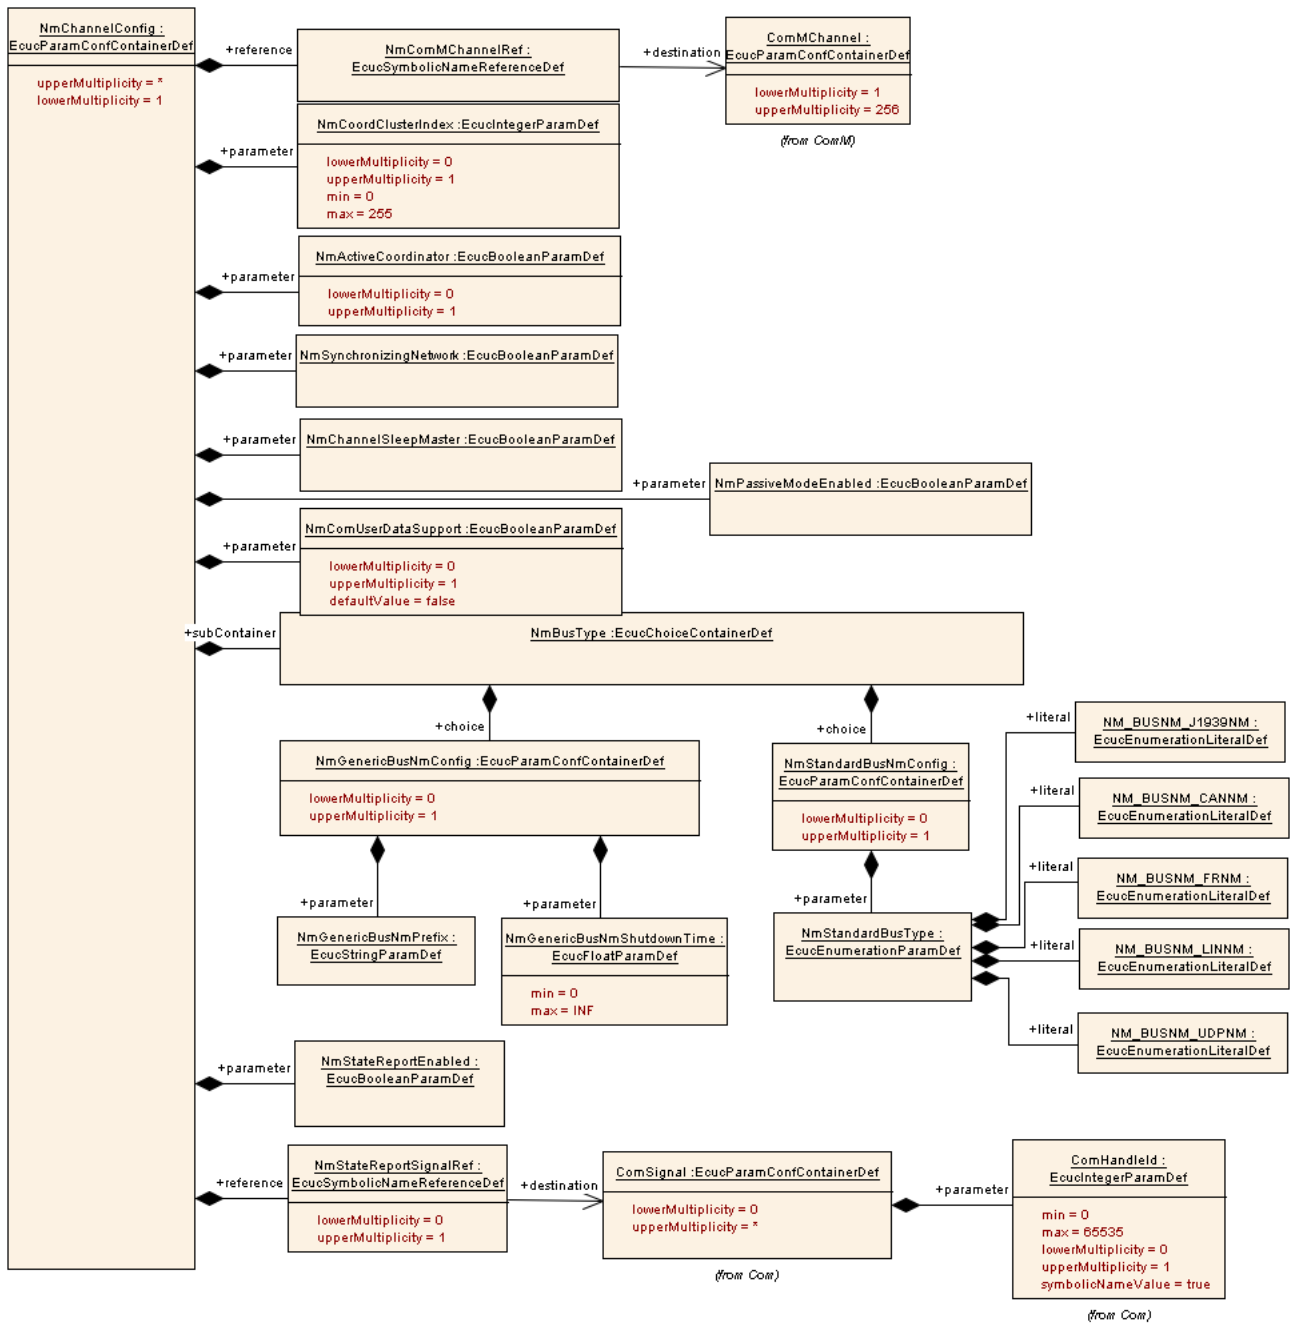 NmChannelConfig :
EcucParamConfContainerDef
upperMultiplicity = *
lowerMultiplicity = 1
+reference
NmComMChannelRef :
EcucSymbolicNameReferenceDef
+destination
ComMChannel :
EcucParamConfContainerDef
lowerMultiplicity = 1
upperMultiplicity = 256
(from ComM)
+parameter
NmCoordClusterIndex :EcucIntegerParamDef
lowerMultiplicity = 0
upperMultiplicity = 1
min = 0
max = 255
+parameter
NmActiveCoordinator :EcucBooleanParamDef
lowerMultiplicity = 0
upperMultiplicity = 1
+parameter
NmSynchronizingNetwork :EcucBooleanParamDef
+parameter
NmChannelSleepMaster :EcucBooleanParamDef
+parameter
NmPassiveModeEnabled :EcucBooleanParamDef
+parameter
NmComUserDataSupport :EcucBooleanParamDef
lowerMultiplicity = 0
upperMultiplicity = 1
defaultValue = false
+subContainer
NmBusType :EcucChoiceContainerDef
+choice
NmGenericBusNmConfig :EcucParamConfContainerDef
lowerMultiplicity = 0
upperMultiplicity = 1
+parameter
NmGenericBusNmPrefix :
EcucStringParamDef
+parameter
NmGenericBusNmShutdownTime :
EcucFloatParamDef
min = 0
max = INF
+choice
NmStandardBusNmConfig :
EcucParamConfContainerDef
lowerMultiplicity = 0
upperMultiplicity = 1
+parameter
NmStandardBusType :
EcucEnumerationParamDef
+literal
NM_BUSNM_J1939NM :
EcucEnumerationLiteralDef
+literal
NM_BUSNM_CANNM :
EcucEnumerationLiteralDef
+literal
NM_BUSNM_FRNM :
EcucEnumerationLiteralDef
+literal
NM_BUSNM_LINNM :
EcucEnumerationLiteralDef
+literal
NM_BUSNM_UDPNM :
EcucEnumerationLiteralDef
+parameter
NmStateReportEnabled :
EcucBooleanParamDef
+reference
NmStateReportSignalRef :
EcucSymbolicNameReferenceDef
lowerMultiplicity = 0
upperMultiplicity = 1
+destination
ComSignal :EcucParamConfContainerDef
lowerMultiplicity = 0
upperMultiplicity = *
(from Com)
+parameter
ComHandleId :
EcucIntegerParamDef
min = 0
max = 65535
lowerMultiplicity = 0
upperMultiplicity = 1
symbolicNameValue = true
(from Com)